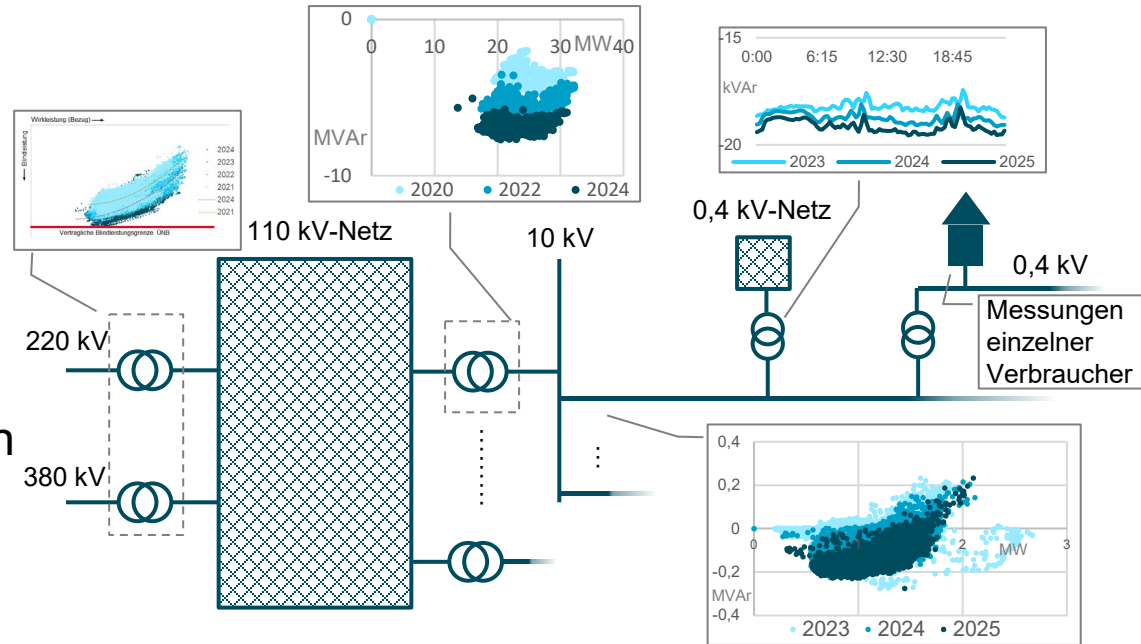 0
0
10
20
30
40
MW
MVAr
-10
2020
2022
2024
-15
0:00
6:15
12:30
18:45
kVAr
-20
2023
2024
2025
Wirkleistung (Bezug)
Blindleistung
2024
2023
2022
2021
2024
2021
Vertragliche Blindleistungsgrenze ÜNB
110 kV-Netz
10 kV
0,4 kV-Netz
0,4 kV
Messungen
einzelner
Verbraucher
220 kV
380 kV
n
0,4
0,2
0
-0,2
-0,4
0
1
2
3
MW
MVAr
2023
2024
2025